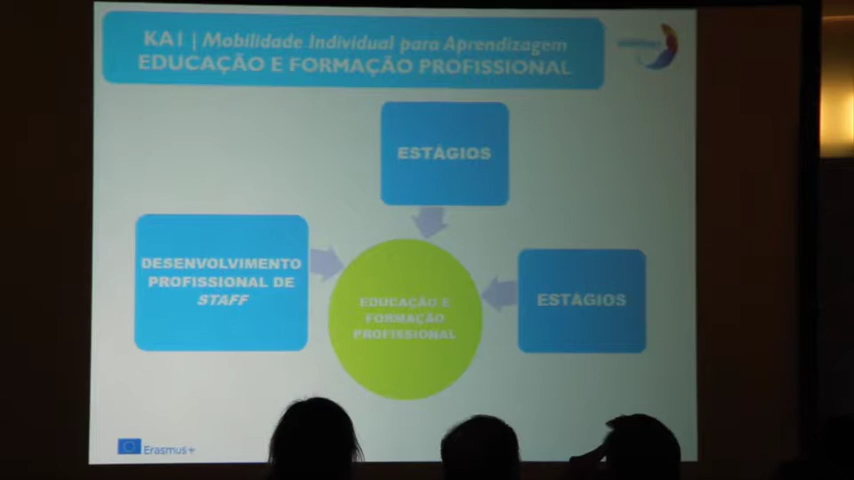 KA1 | Mobilidade Individual para Aprendizagem
EDUCAÇÃO E FORMAÇÃO PROFISSIONAL
ESTÁGIOS
DESENVOLVIMENTO
PROFISSIONAL DE
STAFF
EDUCAÇÃO E
FORMAÇÃO
PROFISSIONAL
ESTÁGIOS
Erasmus+